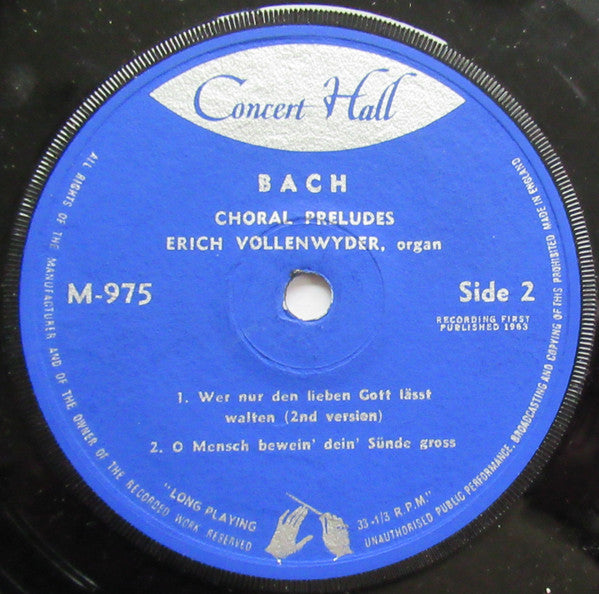 Concert Hall
BACH
CHORAL PRELUDES
ERICH VOLLENWYDER, organ
M-975
Side 2
RECORDING FIRST
PUBLISHED 1963
1. Wer nur den lieben Gott lässt
walten (2nd version)
2. O Mensch bewein' dein' Sünde gross
"LONG PLAYING
33-1/3 R.P.M."
ALL RIGHTS OF THE MANUFACTURER AND OF THE OWNER OF THE RECORDED WORK RESERVED
UNAUTHORISED PUBLIC PERFORMANCE, BROADCASTING AND COPYING OF THIS PROHIBITED MADE IN ENGLAND